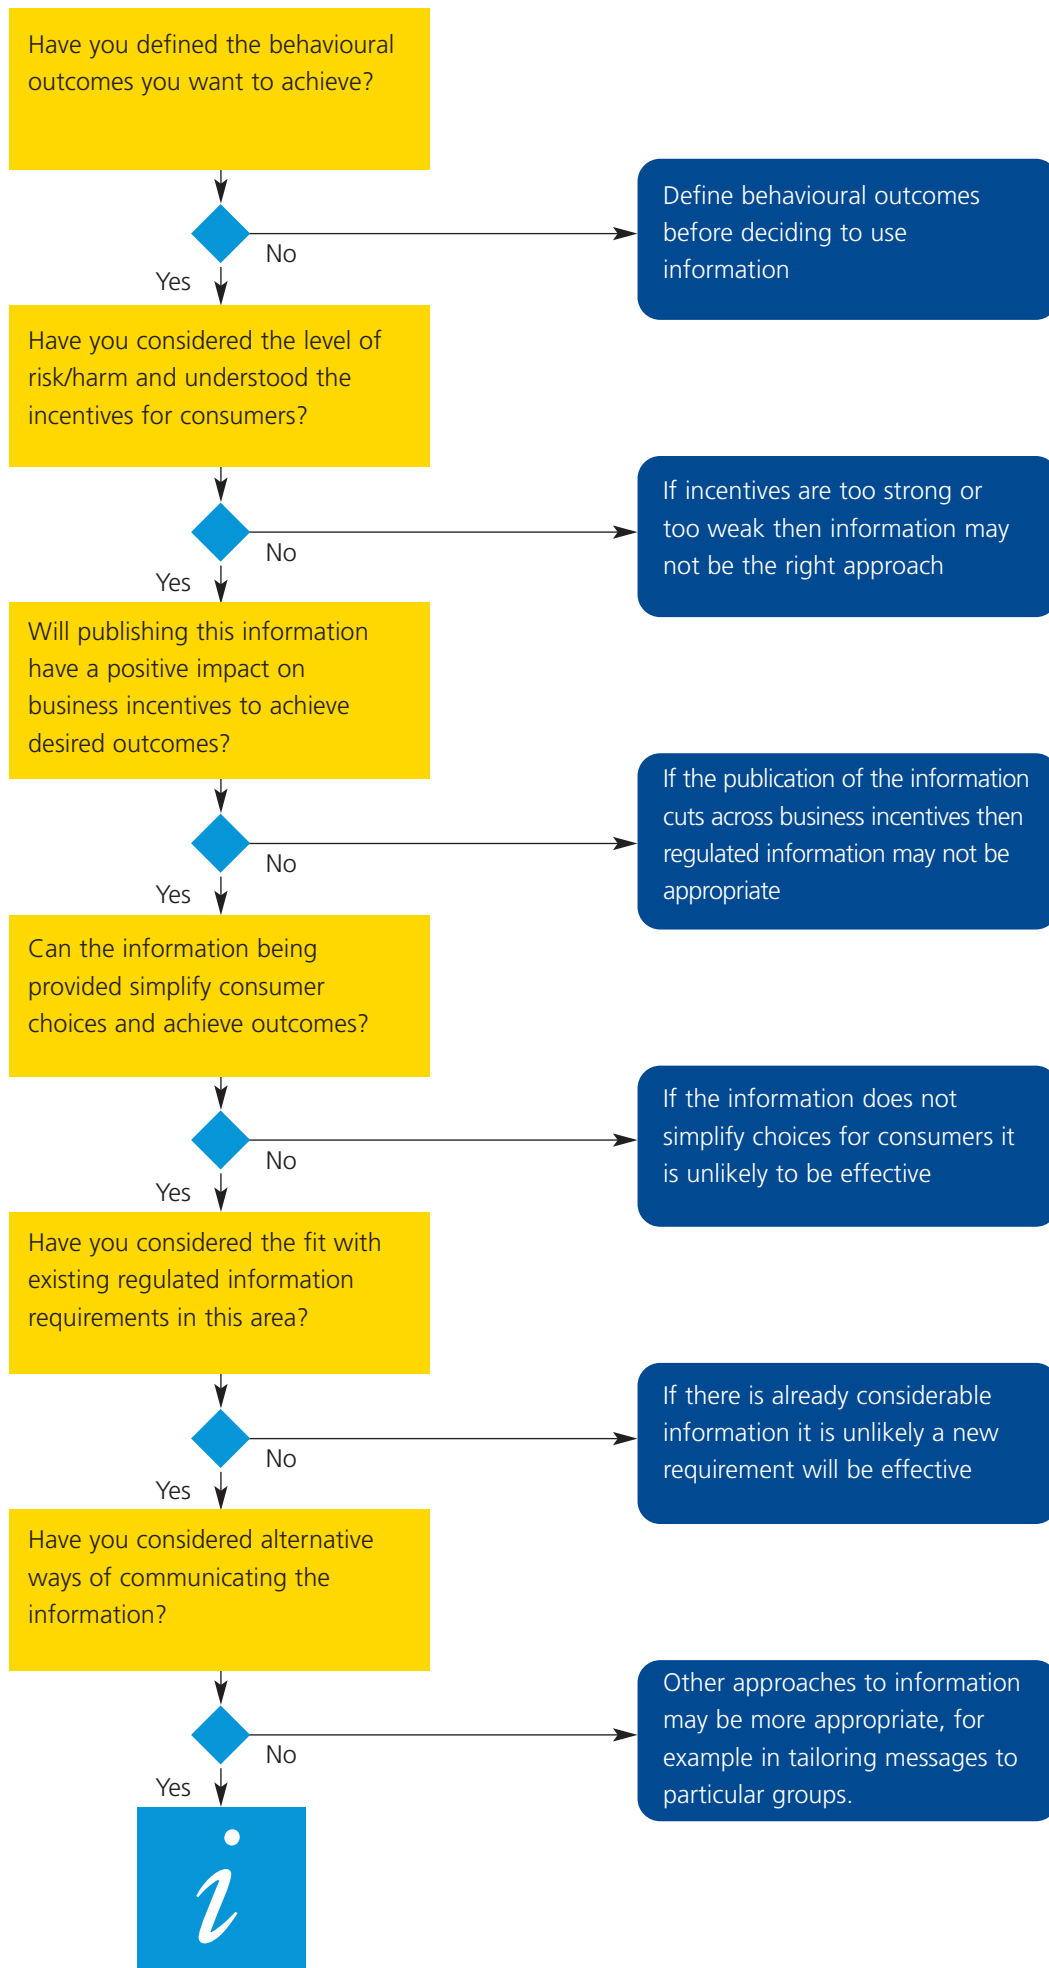 Have you defined the behavioural
outcomes you want to achieve?
No
Define behavioural outcomes
before deciding to use
information
Yes
Have you considered the level of
risk/harm and understood the
incentives for consumers?
No
If incentives are too strong or
too weak then information may
not be the right approach
Yes
Will publishing this information
have a positive impact on
business incentives to achieve
desired outcomes?
No
If the publication of the information
cuts across business incentives then
regulated information may not be
appropriate
Yes
Can the information being
provided simplify consumer
choices and achieve outcomes?
No
If the information does not
simplify choices for consumers it
is unlikely to be effective
Yes
Have you considered the fit with
existing regulated information
requirements in this area?
No
If there is already considerable
information it is unlikely a new
requirement will be effective
Yes
Have you considered alternative
ways of communicating the
information?
No
Other approaches to information
may be more appropriate, for
example in tailoring messages to
particular groups.
Yes
i